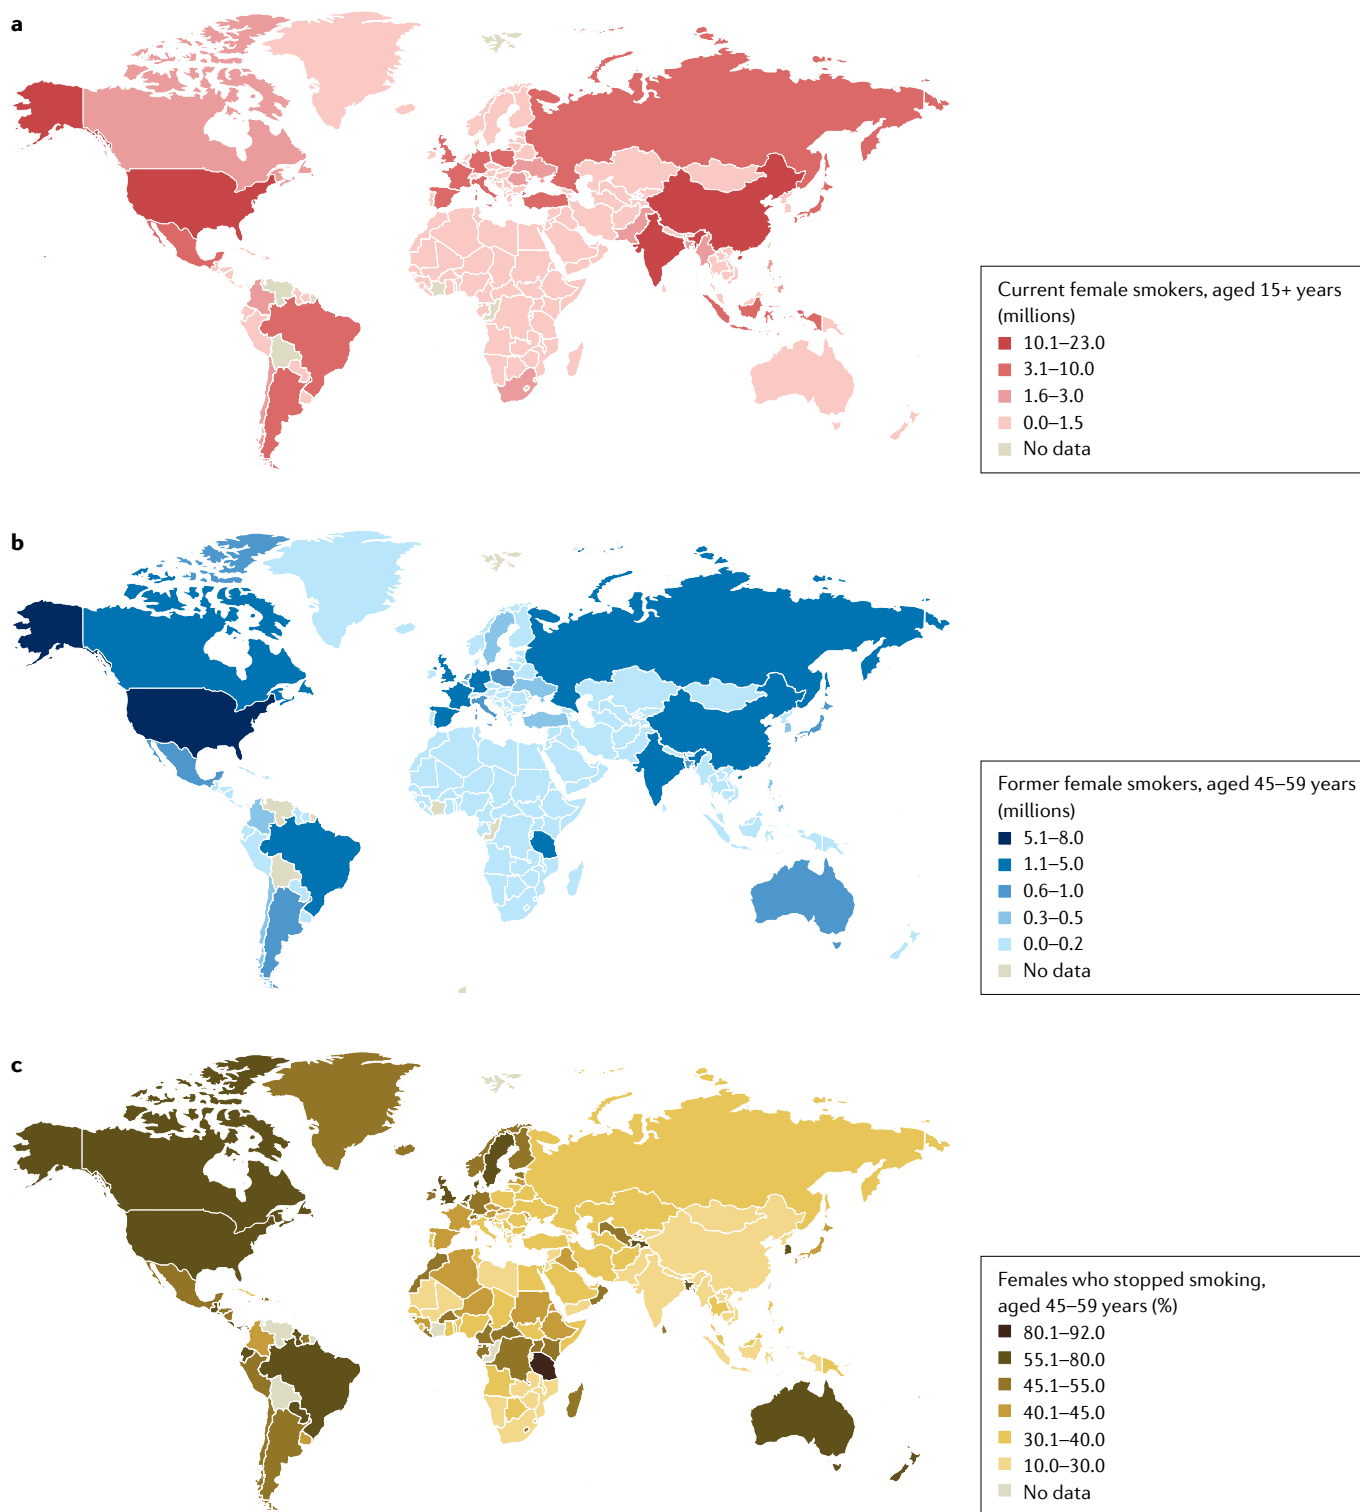 a
Current female smokers, aged 15+ years
(millions)
10.1–23.0
3.1–10.0
1.6–3.0
0.0–1.5
No data
b
Former female smokers, aged 45–59 years
(millions)
5.1–8.0
1.1–5.0
0.6–1.0
0.3–0.5
0.0–0.2
No data
c
Females who stopped smoking,
aged 45–59 years (%)
80.1–92.0
55.1–80.0
45.1–55.0
40.1–45.0
30.1–40.0
10.0–30.0
No data